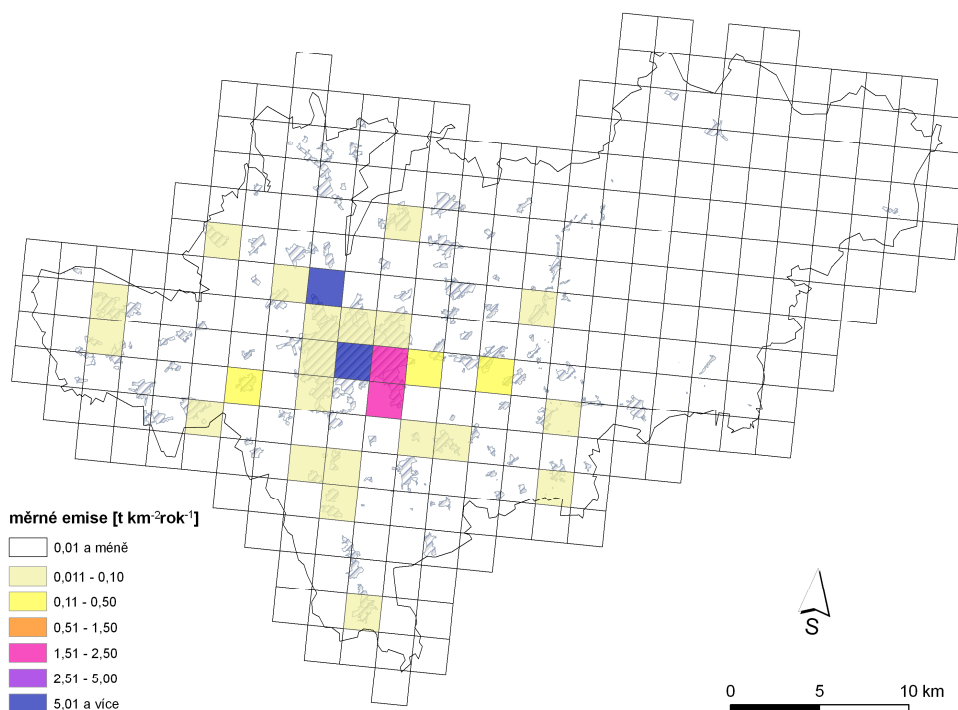 měrné emise [t km⁻²rok⁻¹]
0,01 a méně
0,011 - 0,10
0,11 - 0,50
0,51 - 1,50
1,51 - 2,50
2,51 - 5,00
5,01 a více
S
0 5 10 km